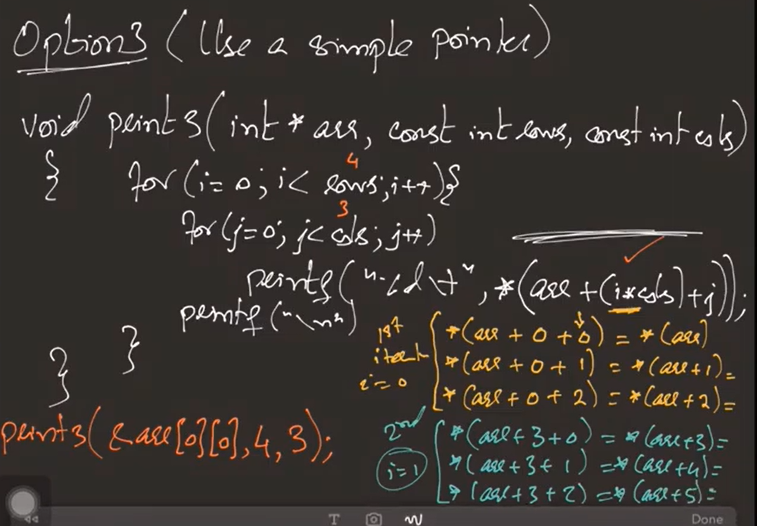 Option3 (Use a simple pointer)
void print3(int * arr, const int rows, const int cols)
{ for(i=0; i< rows; i++){
4
for(j=0; j<cols; j++)
3
printf("%d\t", *(arr +(i*cols)+j));
printf("\n")
}
}
print3(&arr[0][0],4,3);
1st
iterat
i=0
*(arr + 0 + 0) = *(arr)
*(arr + 0 + 1) = *(arr+1)=
*(arr + 0 + 2) = *(arr+2)=
2nd
i=1
*(arr+3+0) = *(arr+3)=
*(arr+3+1) = *(arr+4)=
*(arr+3+2) = *(arr+5)=
T
Done